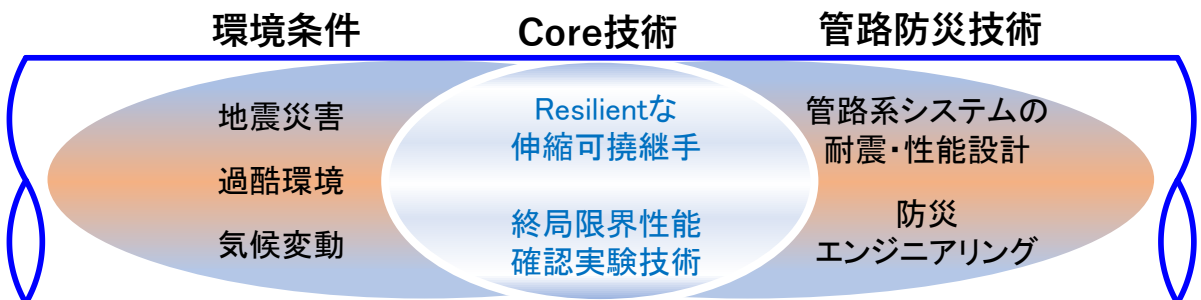 環境条件
Core技術
管路防災技術
地震災害
過酷環境
気候変動
Resilientな
伸縮可撓継手
終局限界性能
確認実験技術
管路系システムの
耐震・性能設計
防災
エンジニアリング